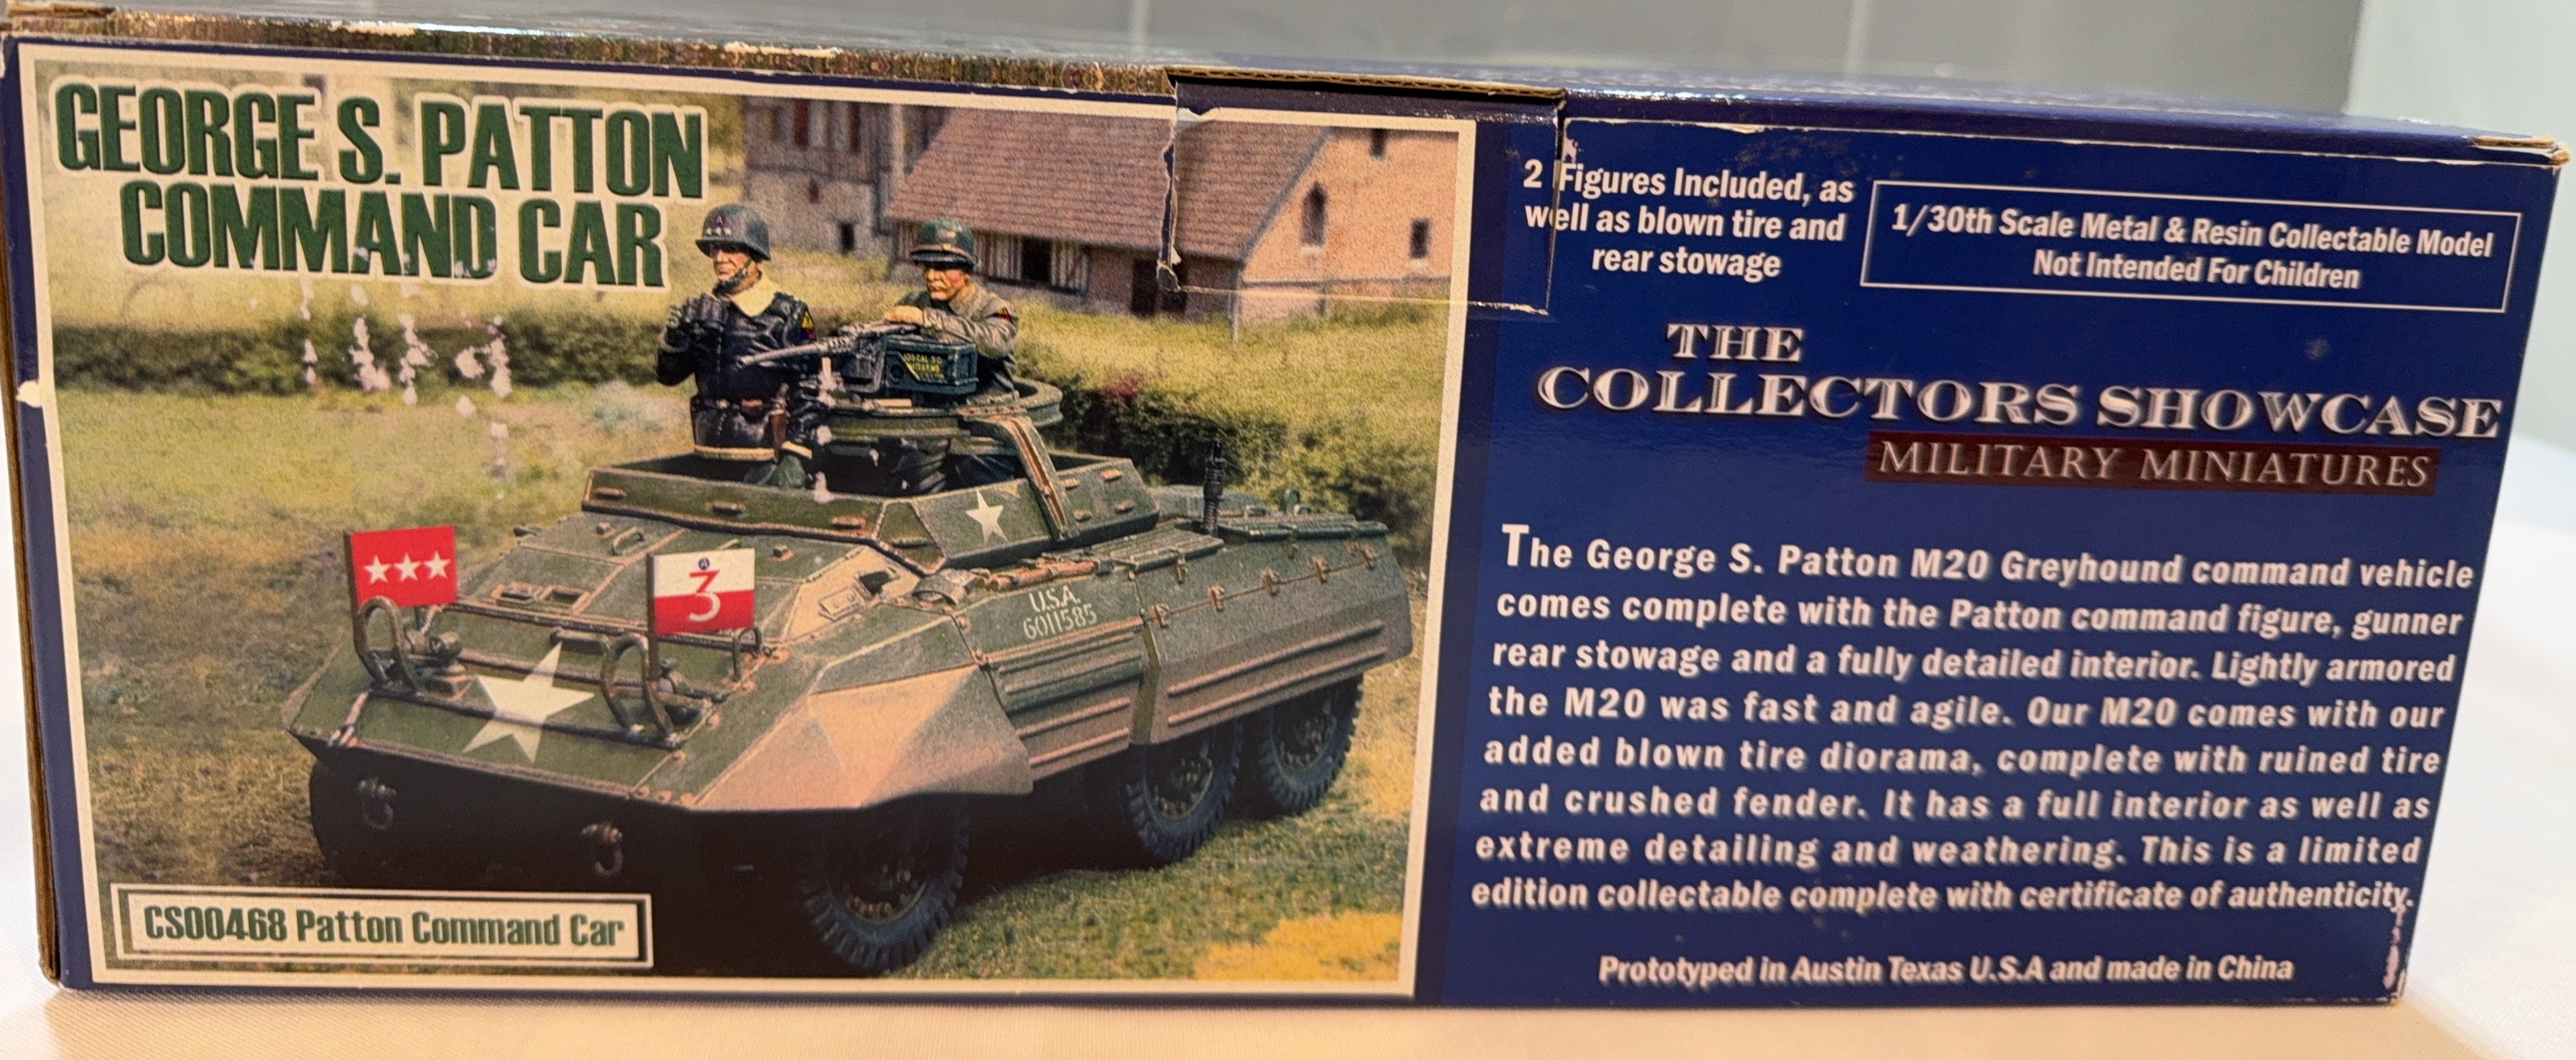 GEORGE S. PATTON
COMMAND CAR
3
U.S.A.
6011585
CS00468 Patton Command Car
2 Figures Included, as
well as blown tire and
rear stowage
1/30th Scale Metal & Resin Collectable Model
Not Intended For Children
THE
COLLECTORS SHOWCASE
MILITARY MINIATURES
The George S. Patton M20 Greyhound command vehicle
comes complete with the Patton command figure, gunner
rear stowage and a fully detailed interior. Lightly armored
the M20 was fast and agile. Our M20 comes with our
added blown tire diorama, complete with ruined tire
and crushed fender. It has a full interior as well as
extreme detailing and weathering. This is a limited
edition collectable complete with certificate of authenticity.
Prototyped in Austin Texas U.S.A and made in China